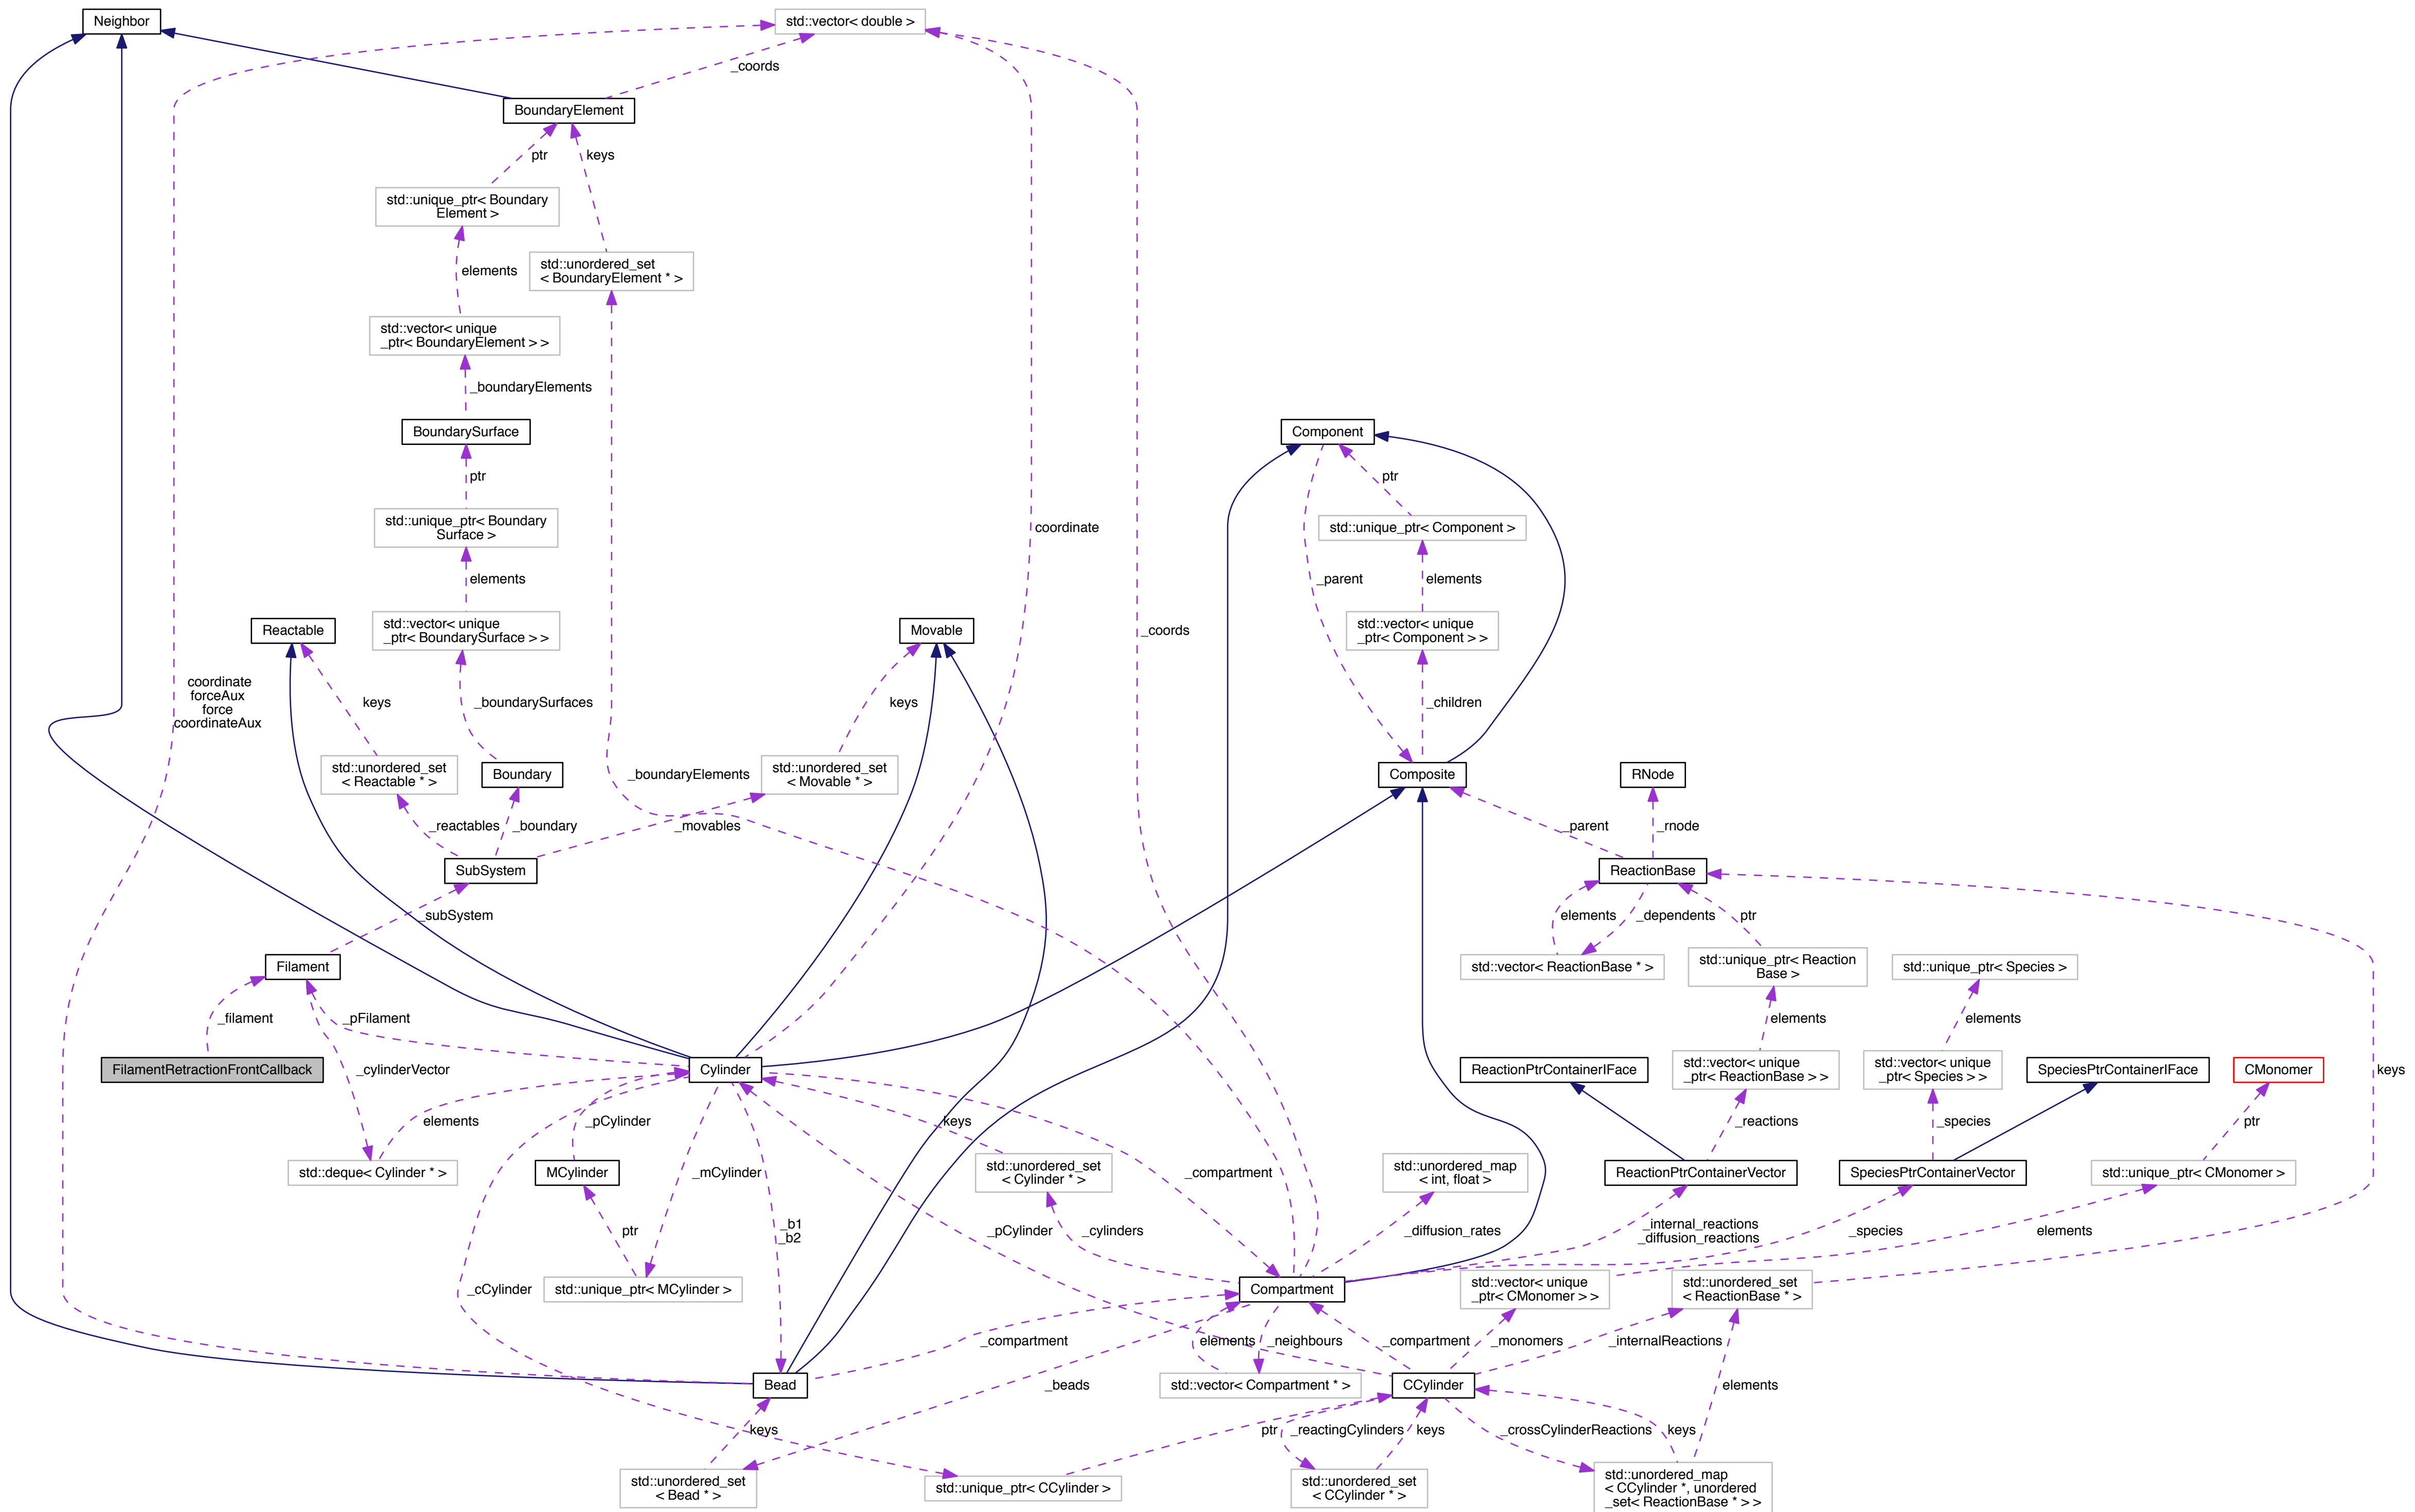 Neighbor
std::vector< double >
_coords
BoundaryElement
ptr
keys
std::unique_ptr< Boundary
Element >
std::unordered_set
< BoundaryElement * >
elements
std::vector< unique
_ptr< BoundaryElement > >
_boundaryElements
BoundarySurface
Component
ptr
ptr
std::unique_ptr< Boundary
Surface >
coordinate
std::unique_ptr< Component >
elements
_parent
elements
Reactable
std::vector< unique
_ptr< BoundarySurface > >
Movable
_coords
std::vector< unique
_ptr< Component > >
coordinate
forceAux
force
coordinateAux
keys
_boundarySurfaces
keys
_children
std::unordered_set
< Reactable * >
Boundary
_boundaryElements
std::unordered_set
< Movable * >
Composite
RNode
_reactables
_boundary
_movables
_parent
_rnode
SubSystem
ReactionBase
_subSystem
elements
_dependents
ptr
Filament
std::vector< ReactionBase * >
std::unique_ptr< Reaction
Base >
std::unique_ptr< Species >
_filament
_pFilament
elements
elements
FilamentRetractionFrontCallback
_cylinderVector
Cylinder
ReactionPtrContainerIFace
std::vector< unique
_ptr< ReactionBase > >
std::vector< unique
_ptr< Species > >
SpeciesPtrContainerIFace
CMonomer
keys
elements
_pCylinder
keys
_reactions
_species
ptr
std::deque< Cylinder * >
MCylinder
_mCylinder
std::unordered_set
< Cylinder * >
_compartment
std::unordered_map
< int, float >
ReactionPtrContainerVector
SpeciesPtrContainerVector
std::unique_ptr< CMonomer >
ptr
_b1
_b2
_pCylinder
_cylinders
_diffusion_rates
_internal_reactions
_diffusion_reactions
_species
elements
_cCylinder
std::unique_ptr< MCylinder >
Compartment
std::vector< unique
_ptr< CMonomer > >
std::unordered_set
< ReactionBase * >
_compartment
elements
_neighbours
_compartment
_monomers
_internalReactions
Bead
_beads
std::vector< Compartment * >
CCylinder
elements
keys
ptr
_reactingCylinders
keys
_crossCylinderReactions
keys
std::unordered_set
< Bead * >
std::unique_ptr< CCylinder >
std::unordered_set
< CCylinder * >
std::unordered_map
< CCylinder *, unordered
_set< ReactionBase * > >